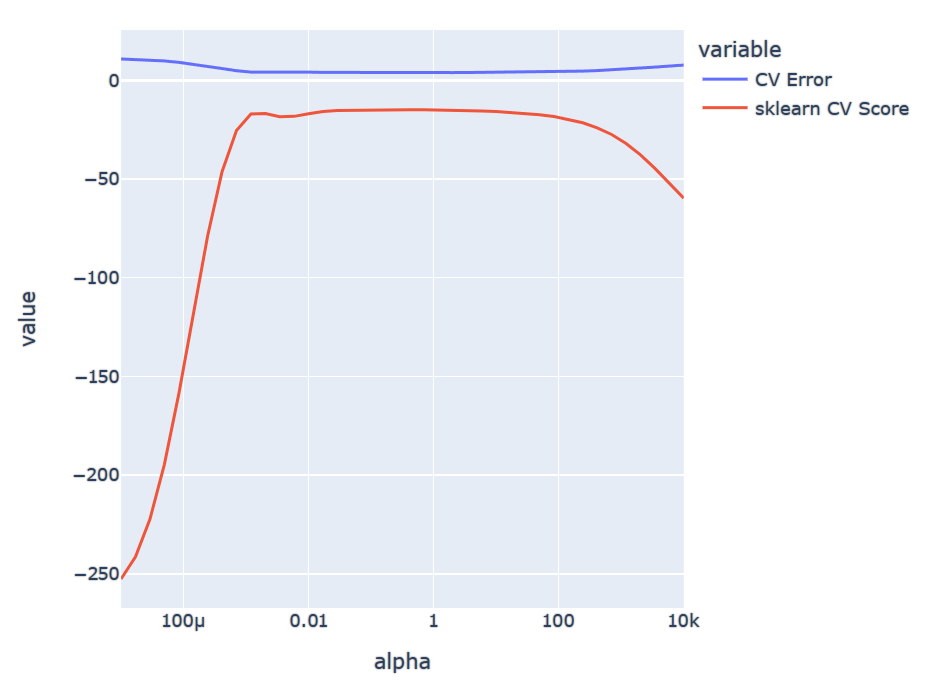 variable
CV Error
sklearn CV Score
value
0
−50
−100
−150
−200
−250
100μ
0.01
1
100
10k
alpha